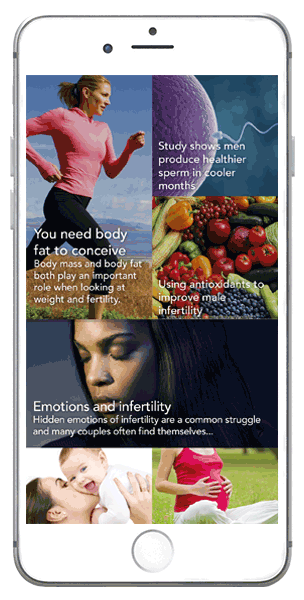 Study shows men
produce healthier
sperm in cooler
months
You need body
fat to conceive
Body mass and body fat
both play an important
role when looking at
weight and fertility.
Using antioxidants to
improve male
infertility
Emotions and infertility
Hidden emotions of infertility are a common struggle
and many couples often find themselves...